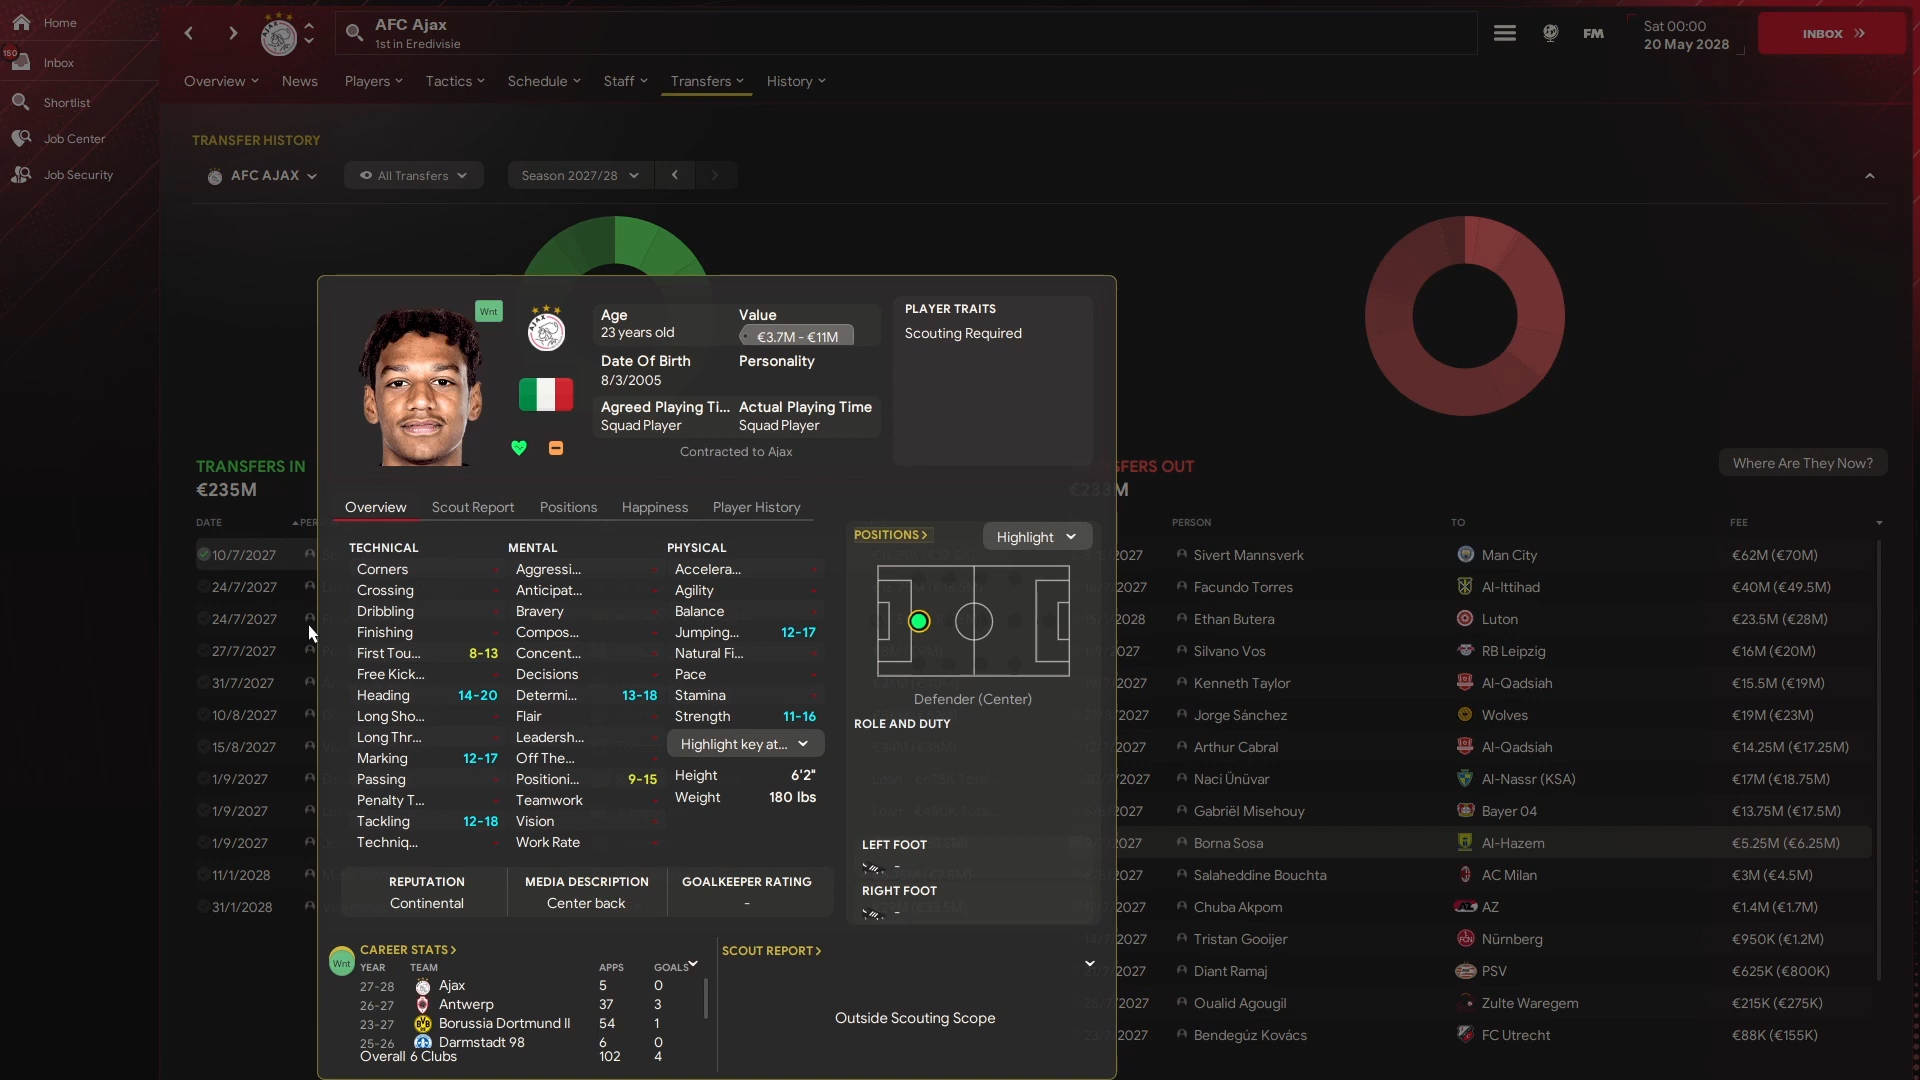 Home
150
Inbox
Shortlist
Job Center
Job Security
AFC Ajax
1st in Eredivisie
FM
Sat 00:00
20 May 2028
INBOX
Overview
News
Players
Tactics
Schedule
Staff
Transfers
History
TRANSFER HISTORY
AFC AJAX
All Transfers
Season 2027/28
Wnt
Age
23 years old
Value
€3.7M - €11M
Date Of Birth
8/3/2005
Personality
Agreed Playing Ti...
Squad Player
Actual Playing Time
Squad Player
Contracted to Ajax
PLAYER TRAITS
Scouting Required
TRANSFERS IN
€235M
DATE
PER
10/7/2027
24/7/2027
24/7/2027
27/7/2027
31/7/2027
10/8/2027
15/8/2027
1/9/2027
1/9/2027
1/9/2027
11/1/2028
31/1/2028
Overview
Scout Report
Positions
Happiness
Player History
TECHNICAL
Corners -
Crossing -
Dribbling -
Finishing -
First Tou... 8-13
Free Kick... -
Heading 14-20
Long Sho... -
Long Thr... -
Marking 12-17
Passing -
Penalty T... -
Tackling 12-18
Techniq... -
MENTAL
Aggressi... -
Anticipat... -
Bravery -
Compos... -
Concent... -
Decisions -
Determi... 13-18
Flair -
Leadersh... -
Off The... -
Positioni... 9-15
Teamwork -
Vision -
Work Rate -
PHYSICAL
Accelera... -
Agility -
Balance -
Jumping... 12-17
Natural Fi... -
Pace -
Stamina -
Strength 11-16
Highlight key at...
Height 6'2"
Weight 180 lbs
POSITIONS
Highlight
Defender (Center)
ROLE AND DUTY
LEFT FOOT
-
RIGHT FOOT
-
REPUTATION
Continental
MEDIA DESCRIPTION
Center back
GOALKEEPER RATING
-
Wnt
CAREER STATS
YEAR TEAM APPS GOALS
27-28 Ajax 5 0
26-27 Antwerp 37 3
23-27 Borussia Dortmund II 54 1
25-26 Darmstadt 98 6 0
Overall 6 Clubs 102 4
SCOUT REPORT
Outside Scouting Scope
SFERS OUT
€233M
Where Are They Now?
PERSON TO FEE
Sivert Mannsverk Man City €62M (€70M)
Facundo Torres Al-Ittihad €40M (€49.5M)
Ethan Butera Luton €23.5M (€28M)
Silvano Vos RB Leipzig €16M (€20M)
Kenneth Taylor Al-Qadsiah €15.5M (€19M)
Jorge Sánchez Wolves €19M (€23M)
Arthur Cabral Al-Qadsiah €14.25M (€17.25M)
Naci Ünüvar Al-Nassr (KSA) €17M (€18.75M)
Gabriël Misehouy Bayer 04 €13.75M (€17.5M)
Borna Sosa Al-Hazem €5.25M (€6.25M)
Salaheddine Bouchta AC Milan €3M (€4.5M)
Chuba Akpom AZ €1.4M (€1.7M)
Tristan Gooijer Nürnberg €950K (€1.2M)
Diant Ramaj PSV €625K (€800K)
Oualid Agougil Zulte Waregem €215K (€275K)
Bendegúz Kovács FC Utrecht €88K (€155K)